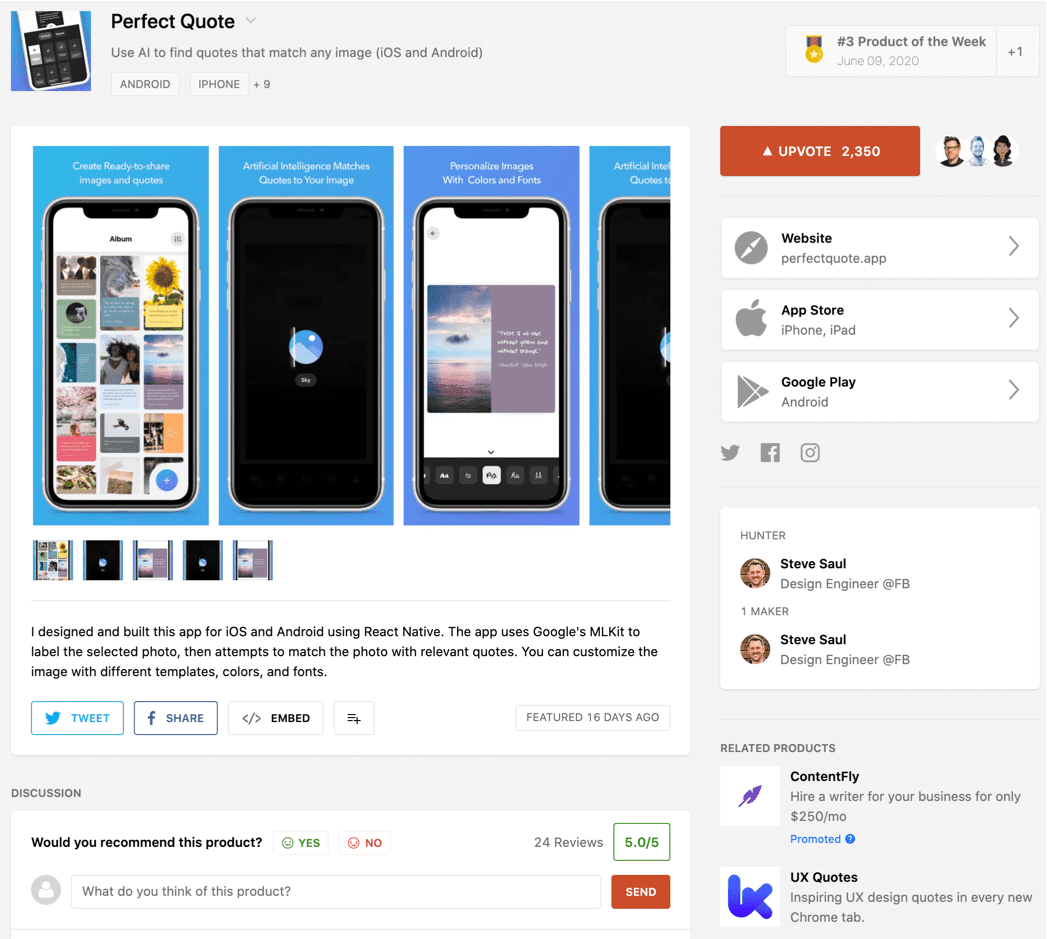 Perfect Quote
Use AI to find quotes that match any image (iOS and Android)
ANDROID IPHONE + 9
#3 Product of the Week
June 09, 2020
+1
Create Ready-to-share
images and quotes
Album
Artificial Intelligence Matches
Quotes to Your Image
Sky
Personalize Images
With Colors and Fonts
"There is no blue
without yellow and
without orange."
-Vincent Van Gogh
Artificial Intel
Quotes to
I designed and built this app for iOS and Android using React Native. The app uses Google's MLKit to
label the selected photo, then attempts to match the photo with relevant quotes. You can customize the
image with different templates, colors, and fonts.
TWEET SHARE </> EMBED
FEATURED 16 DAYS AGO
DISCUSSION
Would you recommend this product? YES NO
24 Reviews 5.0/5
What do you think of this product?
SEND
UPVOTE 2,350
Website
perfectquote.app
App Store
iPhone, iPad
Google Play
Android
HUNTER
Steve Saul
Design Engineer @FB
1 MAKER
Steve Saul
Design Engineer @FB
RELATED PRODUCTS
ContentFly
Hire a writer for your business for only
$250/mo
Promoted ?
UX Quotes
Inspiring UX design quotes in every new
Chrome tab.